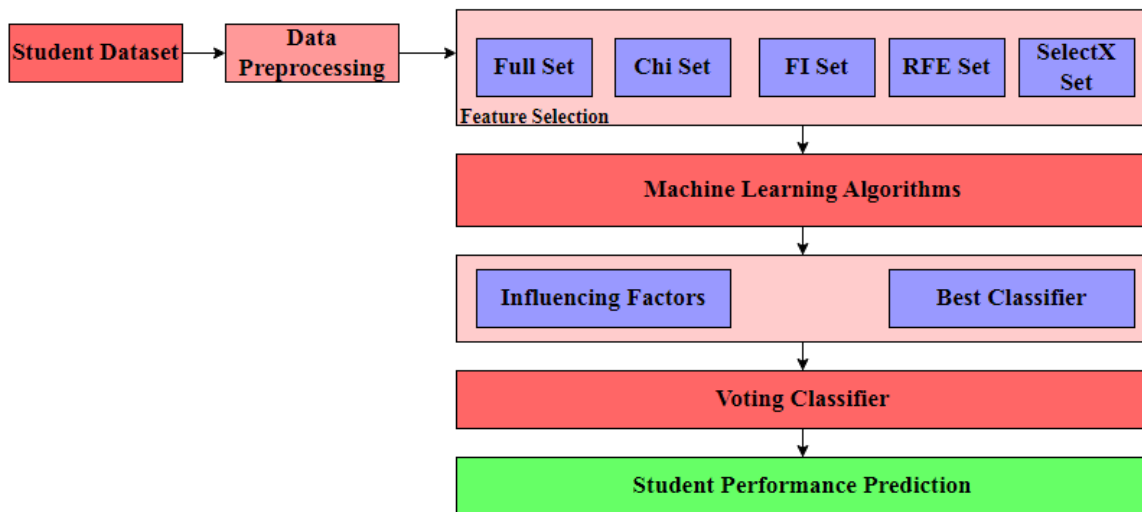 Student Dataset
Data
Preprocessing
Full Set
Chi Set
FI Set
RFE Set
SelectX
Set
Feature Selection
Machine Learning Algorithms
Influencing Factors
Best Classifier
Voting Classifier
Student Performance Prediction